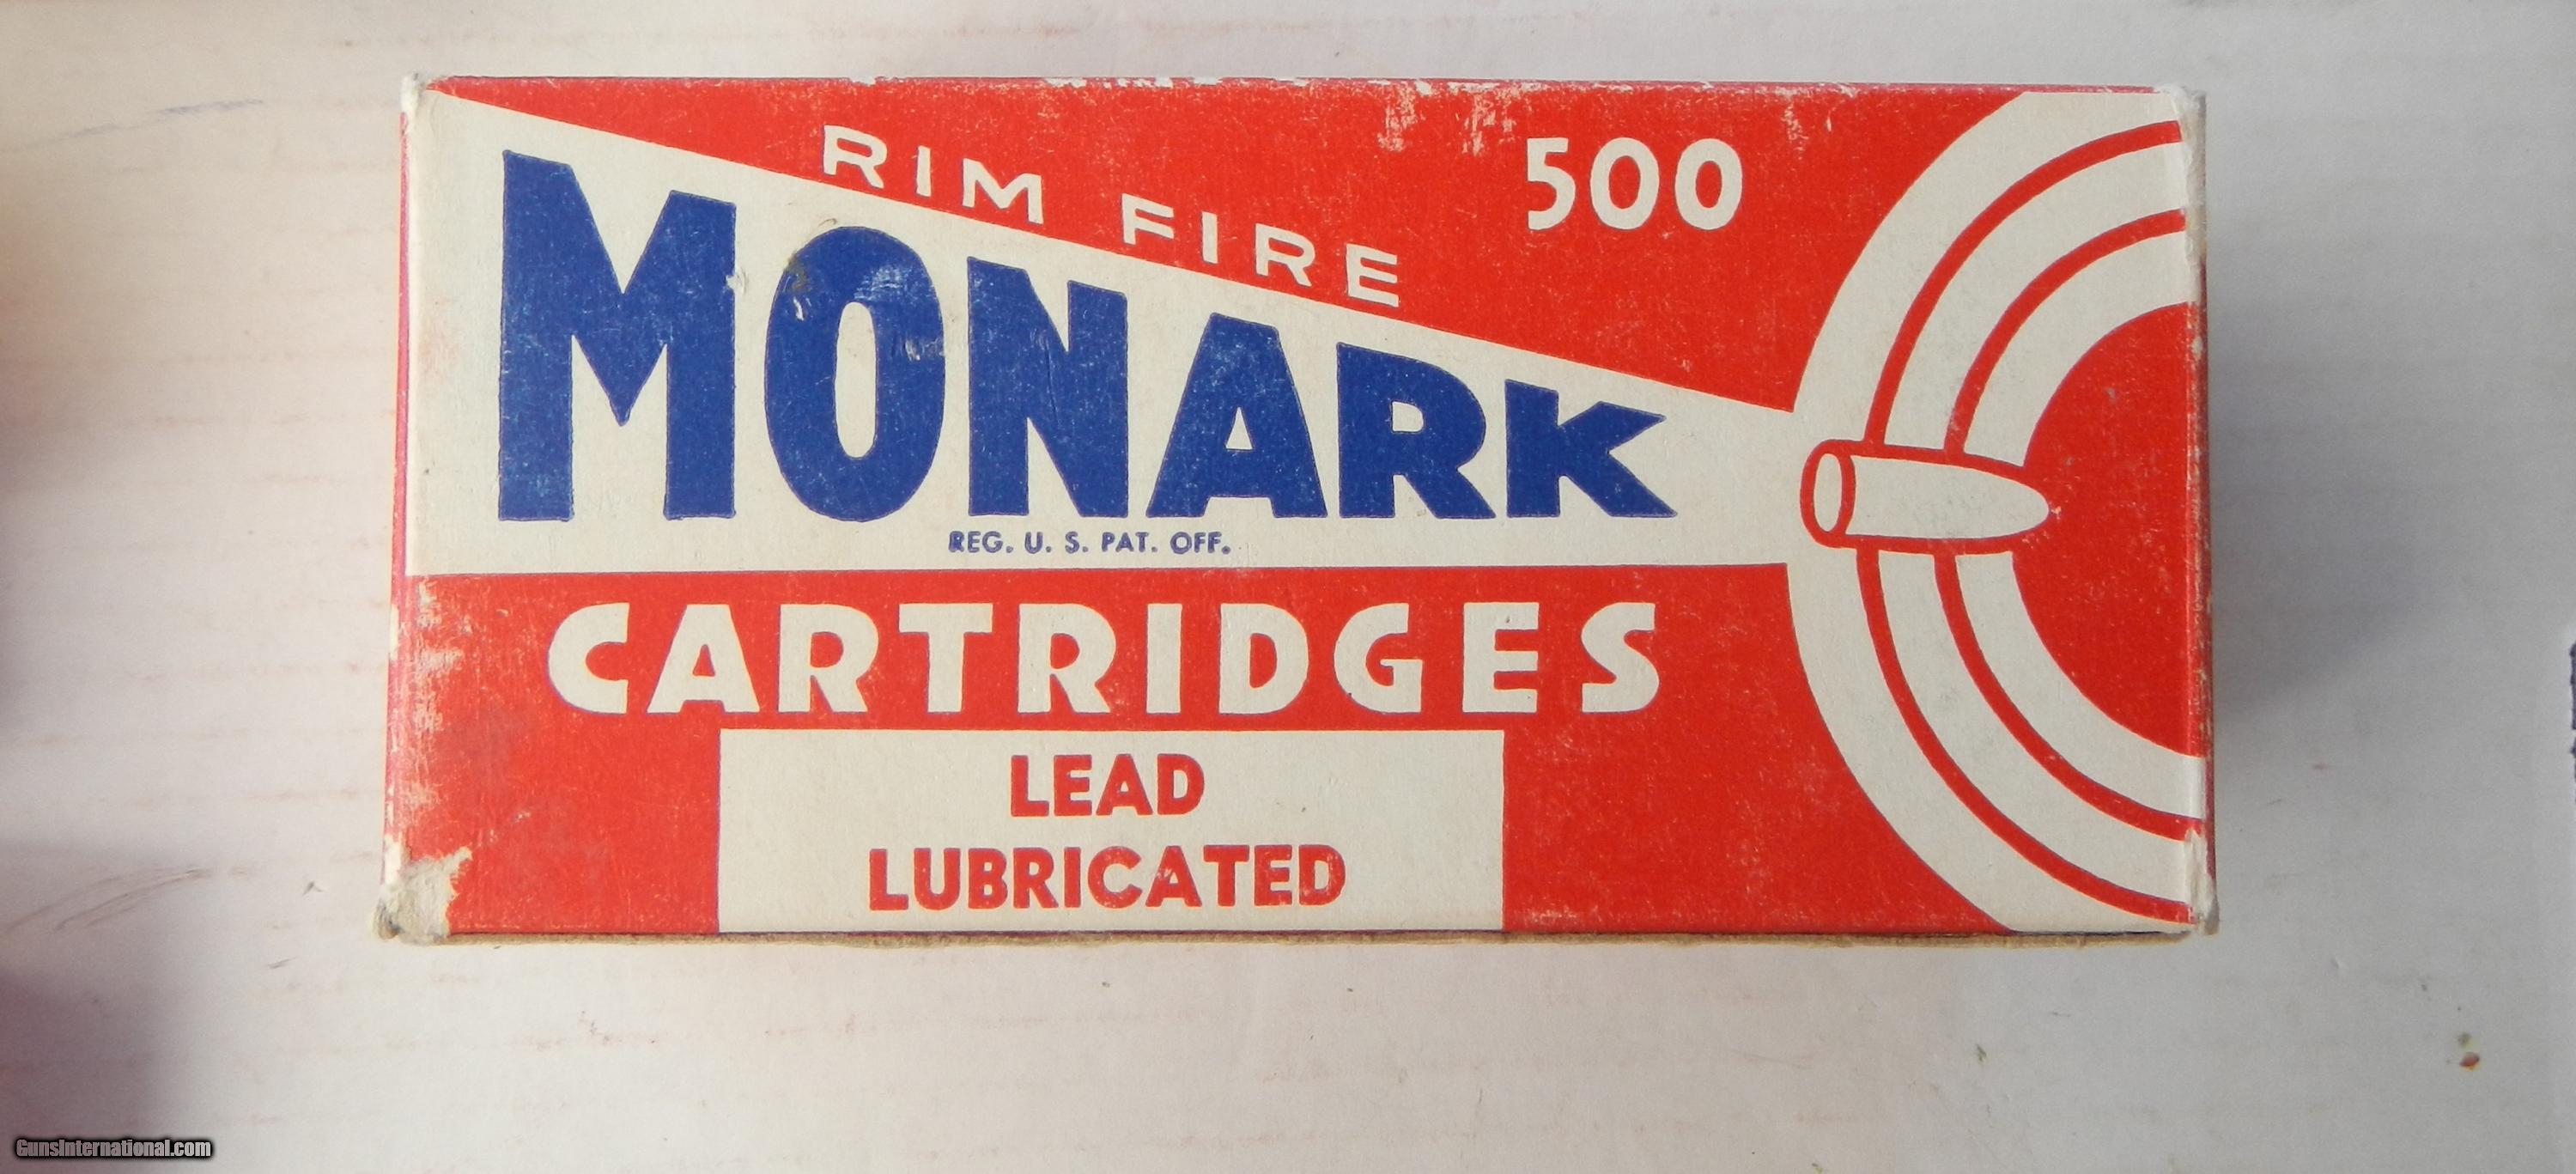 RIM FIRE
500
MONARK
REG. U. S. PAT. OFF.
CARTRIDGES
LEAD
LUBRICATED
GunsInternational.com